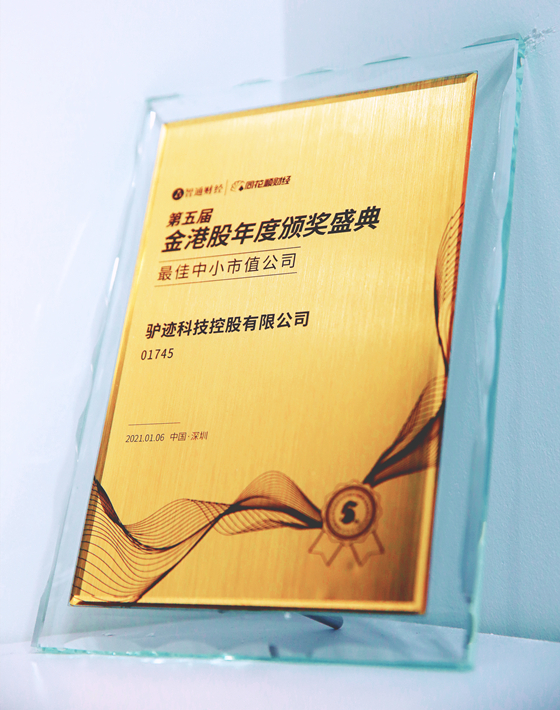 智通财经 同花顺财经
第五届
金港股年度颁奖盛典
最佳中小市值公司
驴迹科技控股有限公司
01745
2021.01.06 中国·深圳
5